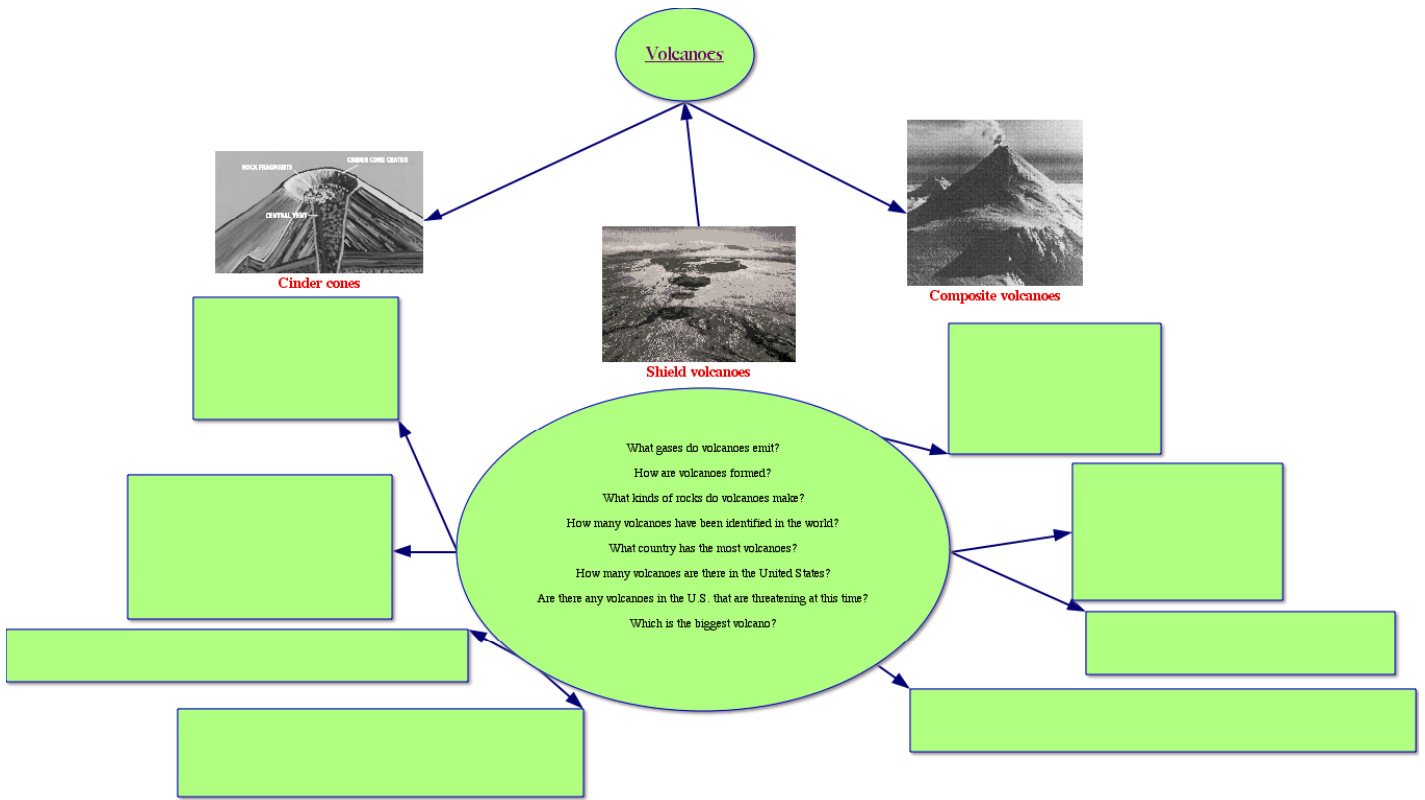 Volcanoes
ROCK FRAGMENTS
CINDER CONE CENTER
CENTRAL VENT
Cinder cones
Composite volcanoes
Shield volcanoes
What gases do volcanoes emit?
How are volcanoes formed?
What kinds of rocks do volcanoes make?
How many volcanoes have been identified in the world?
What country has the most volcanoes?
How many volcanoes are there in the United States?
Are there any volcanoes in the U.S. that are threatening at this time?
Which is the biggest volcano?